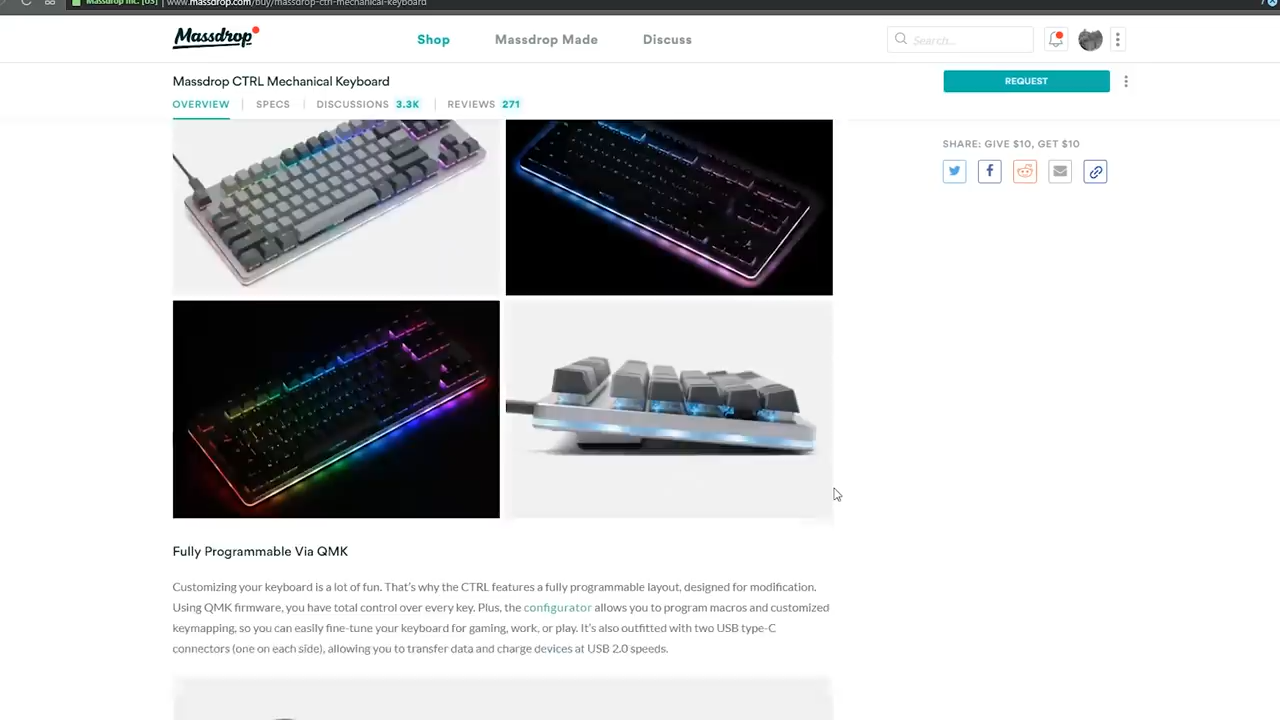 Massdrop Inc. [US]
www.massdrop.com/buy/massdrop-ctrl-mechanical-keyboard
Massdrop
Shop
Massdrop Made
Discuss
Search...
Massdrop CTRL Mechanical Keyboard
REQUEST
OVERVIEW
SPECS
DISCUSSIONS 3.3K
REVIEWS 271
SHARE: GIVE $10, GET $10
Fully Programmable Via QMK
Customizing your keyboard is a lot of fun. That's why the CTRL features a fully programmable layout, designed for modification.
Using QMK firmware, you have total control over every key. Plus, the configurator allows you to program macros and customized
keymapping, so you can easily fine-tune your keyboard for gaming, work, or play. It's also outfitted with two USB type-C
connectors (one on each side), allowing you to transfer data and charge devices at USB 2.0 speeds.